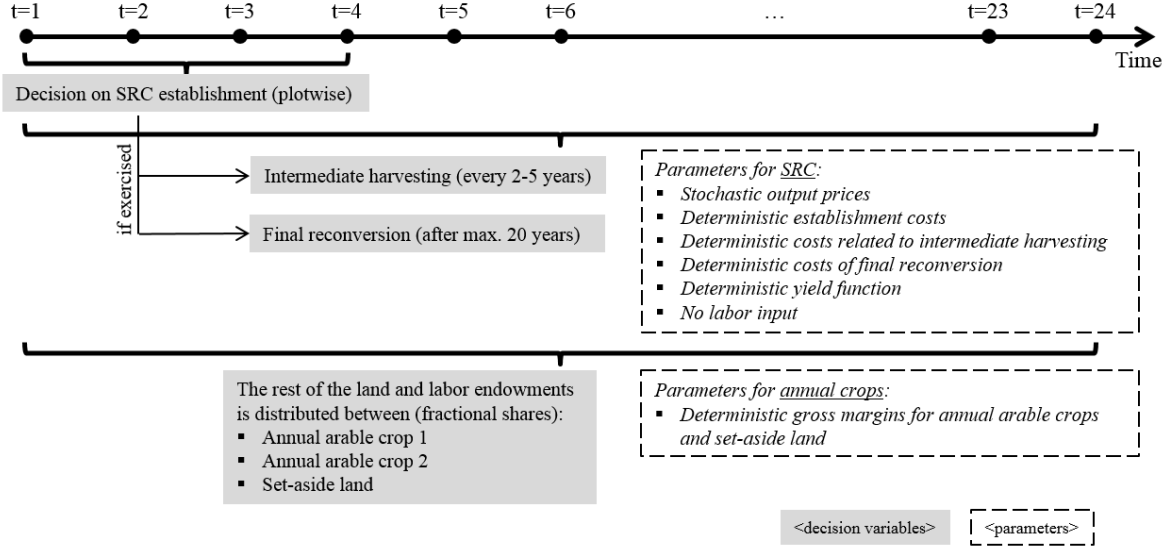 t=1 t=2 t=3 t=4 t=5 t=6 … t=23 t=24
Time
Decision on SRC establishment (plotwise)
if exercised
Intermediate harvesting (every 2-5 years)
Final reconversion (after max. 20 years)
Parameters for SRC:
▪ Stochastic output prices
▪ Deterministic establishment costs
▪ Deterministic costs related to intermediate harvesting
▪ Deterministic costs of final reconversion
▪ Deterministic yield function
▪ No labor input
The rest of the land and labor endowments
is distributed between (fractional shares):
▪ Annual arable crop 1
▪ Annual arable crop 2
▪ Set-aside land
Parameters for annual crops:
▪ Deterministic gross margins for annual arable crops
and set-aside land
<decision variables>
<parameters>